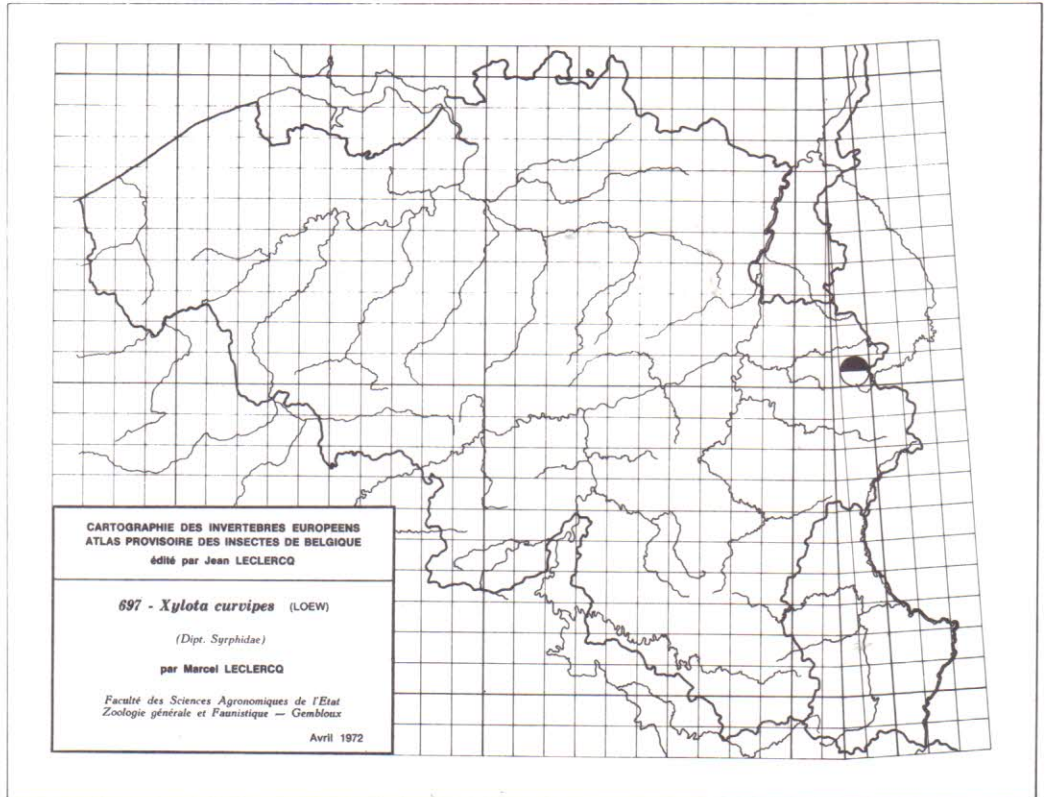 CARTOGRAPHIE DES INVERTEBRES EUROPEENS
ATLAS PROVISOIRE DES INSECTES DE BELGIQUE
édité par Jean LECLERCQ
697 - Xylota curvipes (LOEW)
(Dipt. Syrphidae)
par Marcel LECLERCQ
Faculté des Sciences Agronomiques de l'Etat
Zoologie générale et Faunistique — Gembloux
Avril 1972